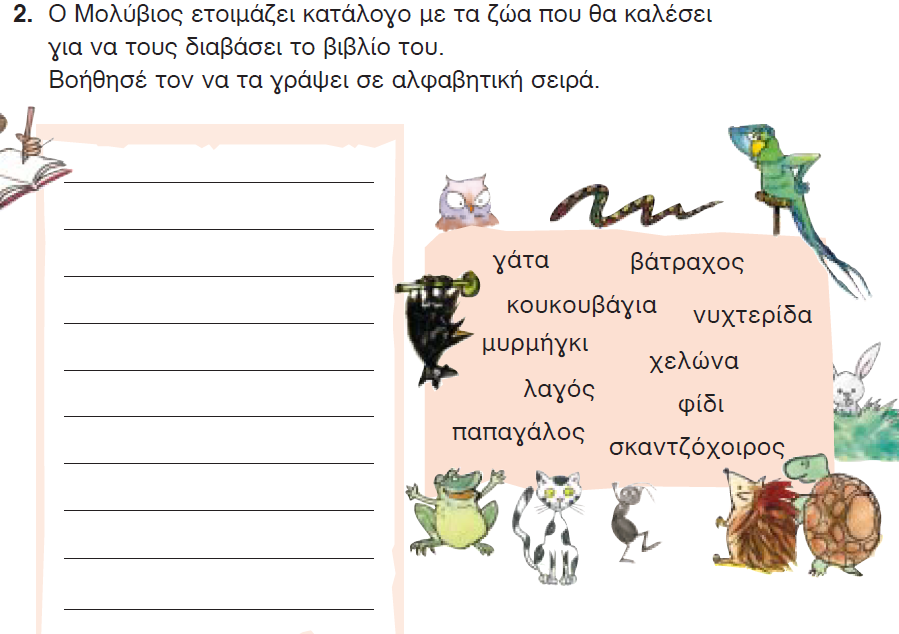 2. Ο Μολύβιος ετοιμάζει κατάλογο με τα ζώα που θα καλέσει
για να τους διαβάσει το βιβλίο του.
Βοήθησέ τον να τα γράψει σε αλφαβητική σειρά.
γάτα βάτραχος
κουκουβάγια νυχτερίδα
μυρμήγκι χελώνα
λαγός φίδι
παπαγάλος σκαντζόχοιρος